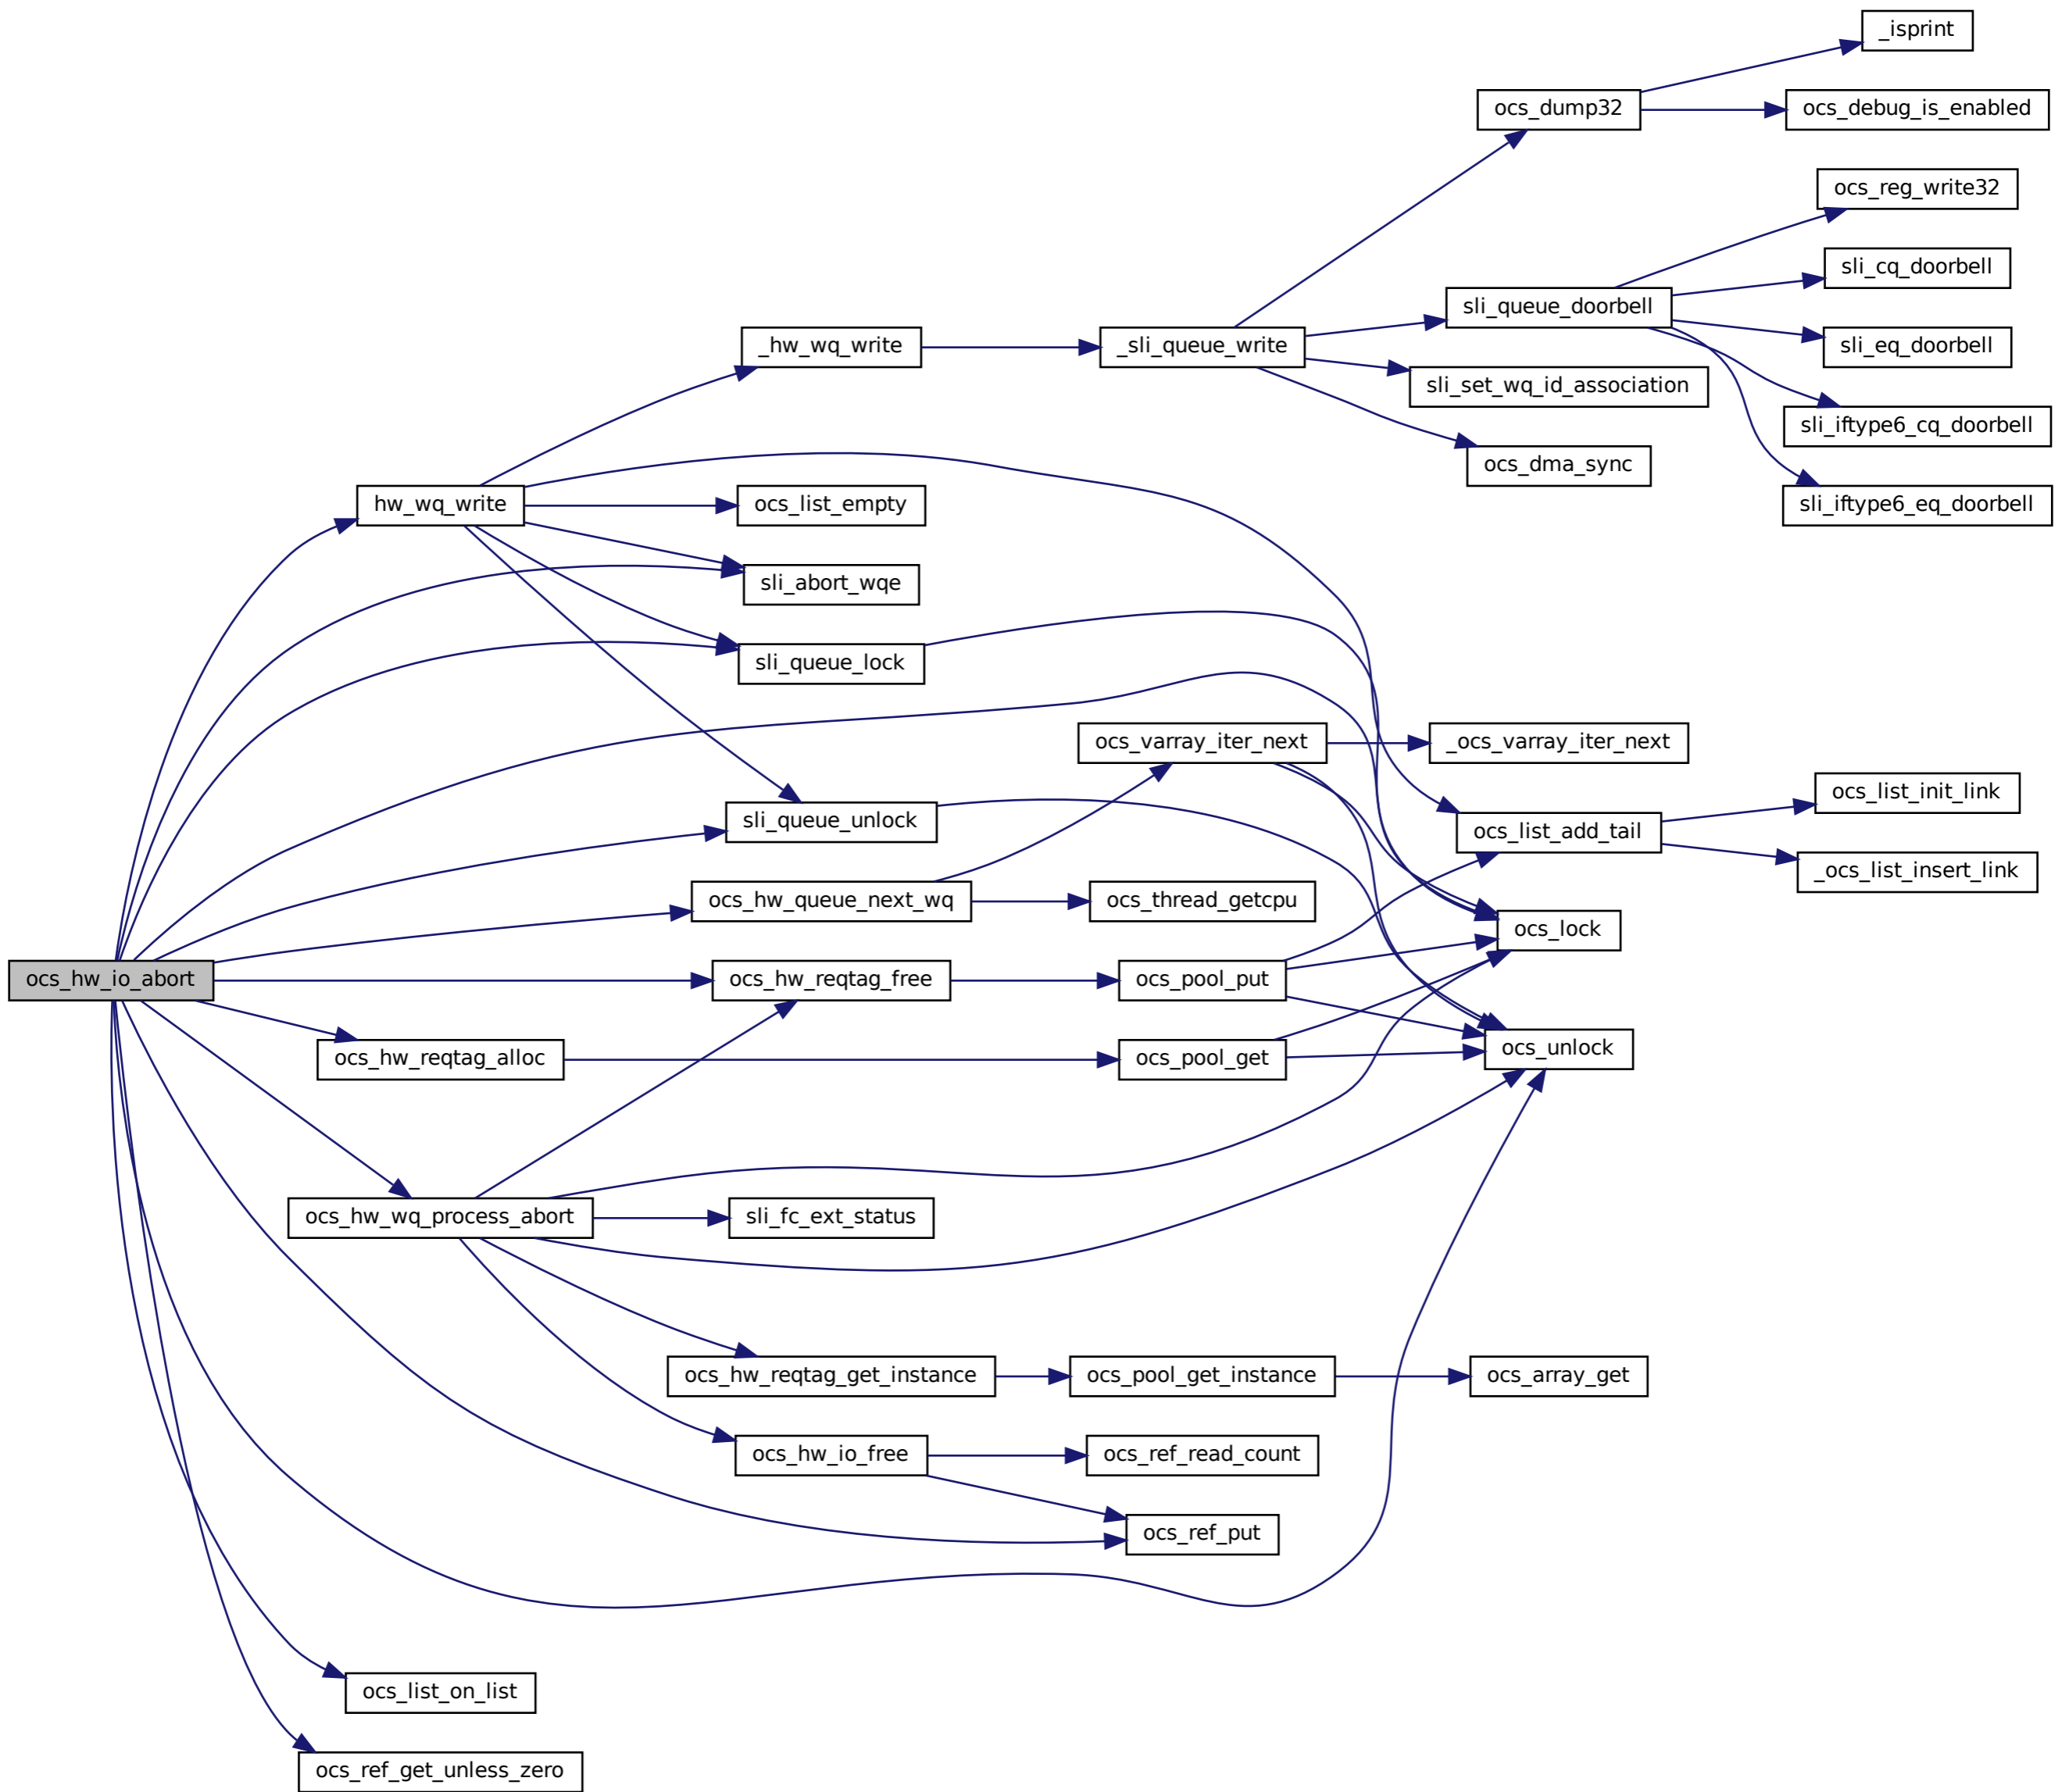 _isprint
ocs_dump32
ocs_debug_is_enabled
ocs_reg_write32
sli_cq_doorbell
sli_queue_doorbell
_hw_wq_write
_sli_queue_write
sli_eq_doorbell
sli_set_wq_id_association
sli_iftype6_cq_doorbell
ocs_dma_sync
hw_wq_write
ocs_list_empty
sli_iftype6_eq_doorbell
sli_abort_wqe
sli_queue_lock
ocs_varray_iter_next
_ocs_varray_iter_next
ocs_list_init_link
sli_queue_unlock
ocs_list_add_tail
_ocs_list_insert_link
ocs_hw_queue_next_wq
ocs_thread_getcpu
ocs_lock
ocs_hw_io_abort
ocs_hw_reqtag_free
ocs_pool_put
ocs_hw_reqtag_alloc
ocs_pool_get
ocs_unlock
ocs_hw_wq_process_abort
sli_fc_ext_status
ocs_hw_reqtag_get_instance
ocs_pool_get_instance
ocs_array_get
ocs_hw_io_free
ocs_ref_read_count
ocs_ref_put
ocs_list_on_list
ocs_ref_get_unless_zero